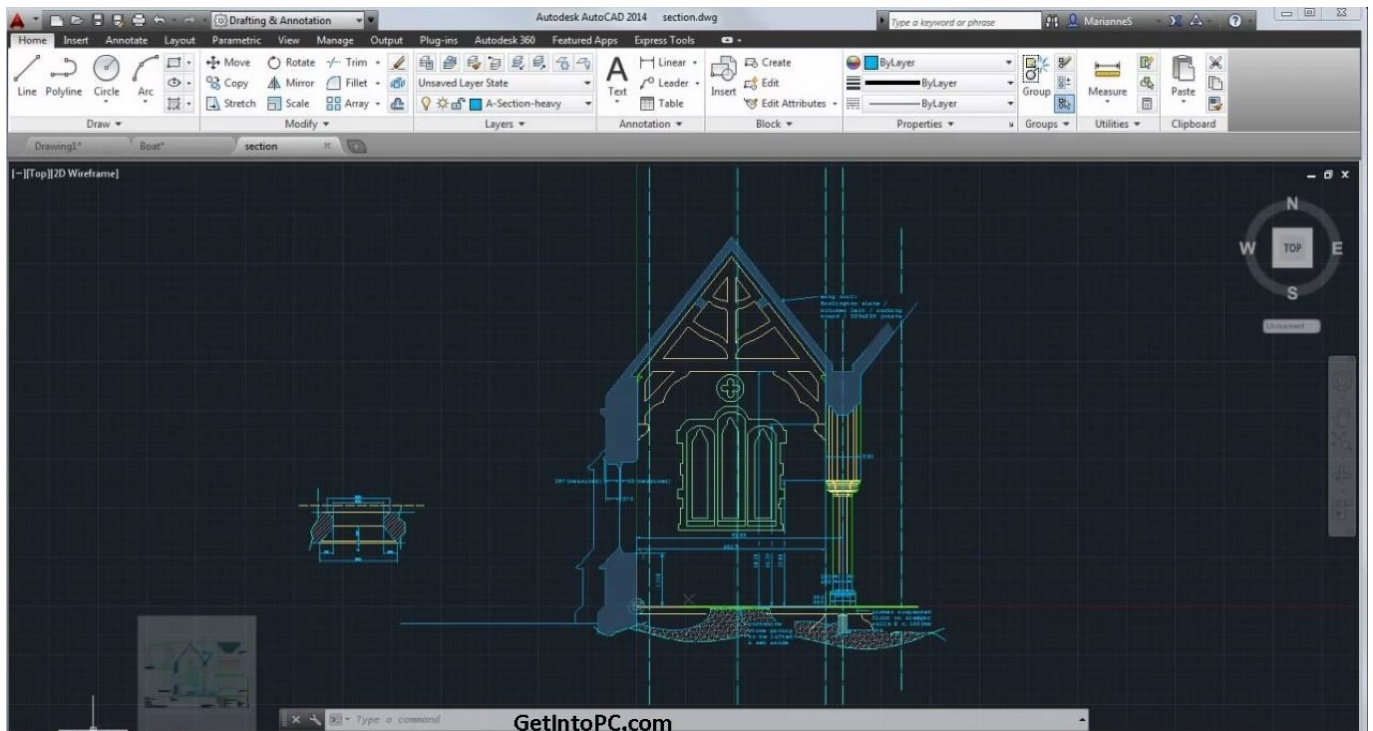 Drafting & Annotation Autodesk AutoCAD 2014 section.dwg Type a keyword or phrase MarianneS
Home Insert Annotate Layout Parametric View Manage Output Plug-ins Autodesk 360 Featured Apps Express Tools
Line Polyline Circle Arc
Move Rotate Trim
Copy Mirror Fillet
Stretch Scale Array
Unsaved Layer State
A-Section-heavy
Text
Linear
Leader
Table
Insert
Create
Edit
Edit Attributes
ByLayer
ByLayer
ByLayer
Group
Measure
Paste
Draw Modify Layers Annotation Block Properties Groups Utilities Clipboard
Drawing1* Boat* section
[−][Top][2D Wireframe]
N
W TOP E
S
Unnamed
Type a command
GetIntoPC.com